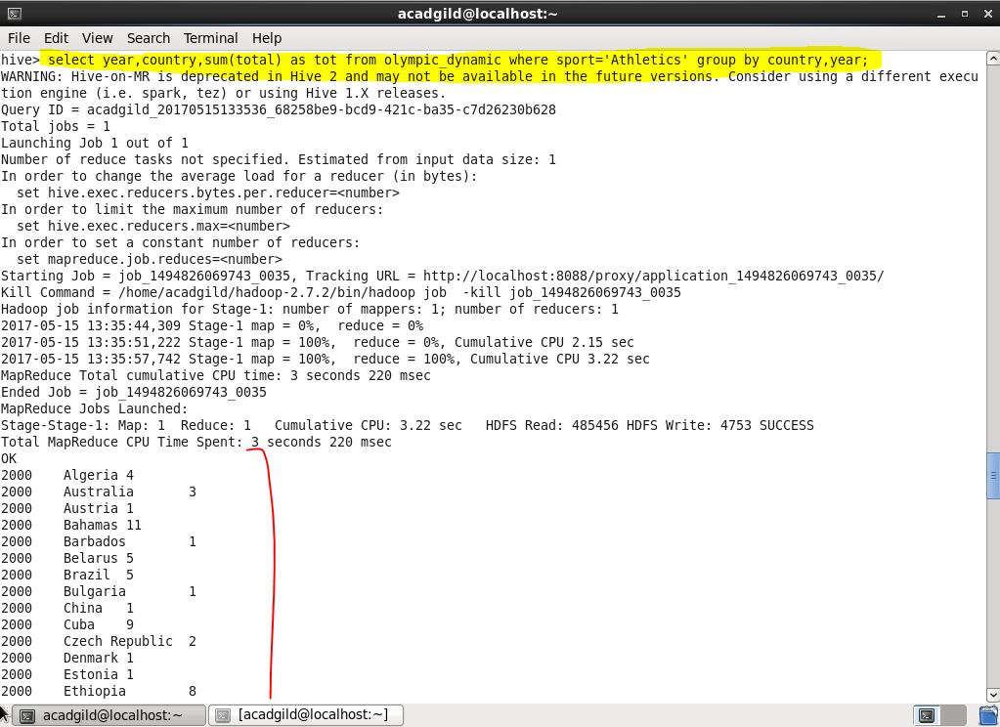 acadgild@localhost:~
File Edit View Search Terminal Help
hive> select year,country,sum(total) as tot from olympic_dynamic where sport='Athletics' group by country,year;
WARNING: Hive-on-MR is deprecated in Hive 2 and may not be available in the future versions. Consider using a different execu
tion engine (i.e. spark, tez) or using Hive 1.X releases.
Query ID = acadgild_20170515133536_68258be9-bcd9-421c-ba35-c7d26230b628
Total jobs = 1
Launching Job 1 out of 1
Number of reduce tasks not specified. Estimated from input data size: 1
In order to change the average load for a reducer (in bytes):
  set hive.exec.reducers.bytes.per.reducer=<number>
In order to limit the maximum number of reducers:
  set hive.exec.reducers.max=<number>
In order to set a constant number of reducers:
  set mapreduce.job.reduces=<number>
Starting Job = job_1494826069743_0035, Tracking URL = http://localhost:8088/proxy/application_1494826069743_0035/
Kill Command = /home/acadgild/hadoop-2.7.2/bin/hadoop job  -kill job_1494826069743_0035
Hadoop job information for Stage-1: number of mappers: 1; number of reducers: 1
2017-05-15 13:35:44,309 Stage-1 map = 0%,  reduce = 0%
2017-05-15 13:35:51,222 Stage-1 map = 100%,  reduce = 0%, Cumulative CPU 2.15 sec
2017-05-15 13:35:57,742 Stage-1 map = 100%,  reduce = 100%, Cumulative CPU 3.22 sec
MapReduce Total cumulative CPU time: 3 seconds 220 msec
Ended Job = job_1494826069743_0035
MapReduce Jobs Launched:
Stage-Stage-1: Map: 1  Reduce: 1   Cumulative CPU: 3.22 sec   HDFS Read: 485456 HDFS Write: 4753 SUCCESS
Total MapReduce CPU Time Spent: 3 seconds 220 msec
OK
2000    Algeria 4
2000    Australia       3
2000    Austria 1
2000    Bahamas 11
2000    Barbados        1
2000    Belarus 5
2000    Brazil  5
2000    Bulgaria        1
2000    China   1
2000    Cuba    9
2000    Czech Republic  2
2000    Denmark 1
2000    Estonia 1
2000    Ethiopia        8
acadgild@localhost:~ [acadgild@localhost:~]